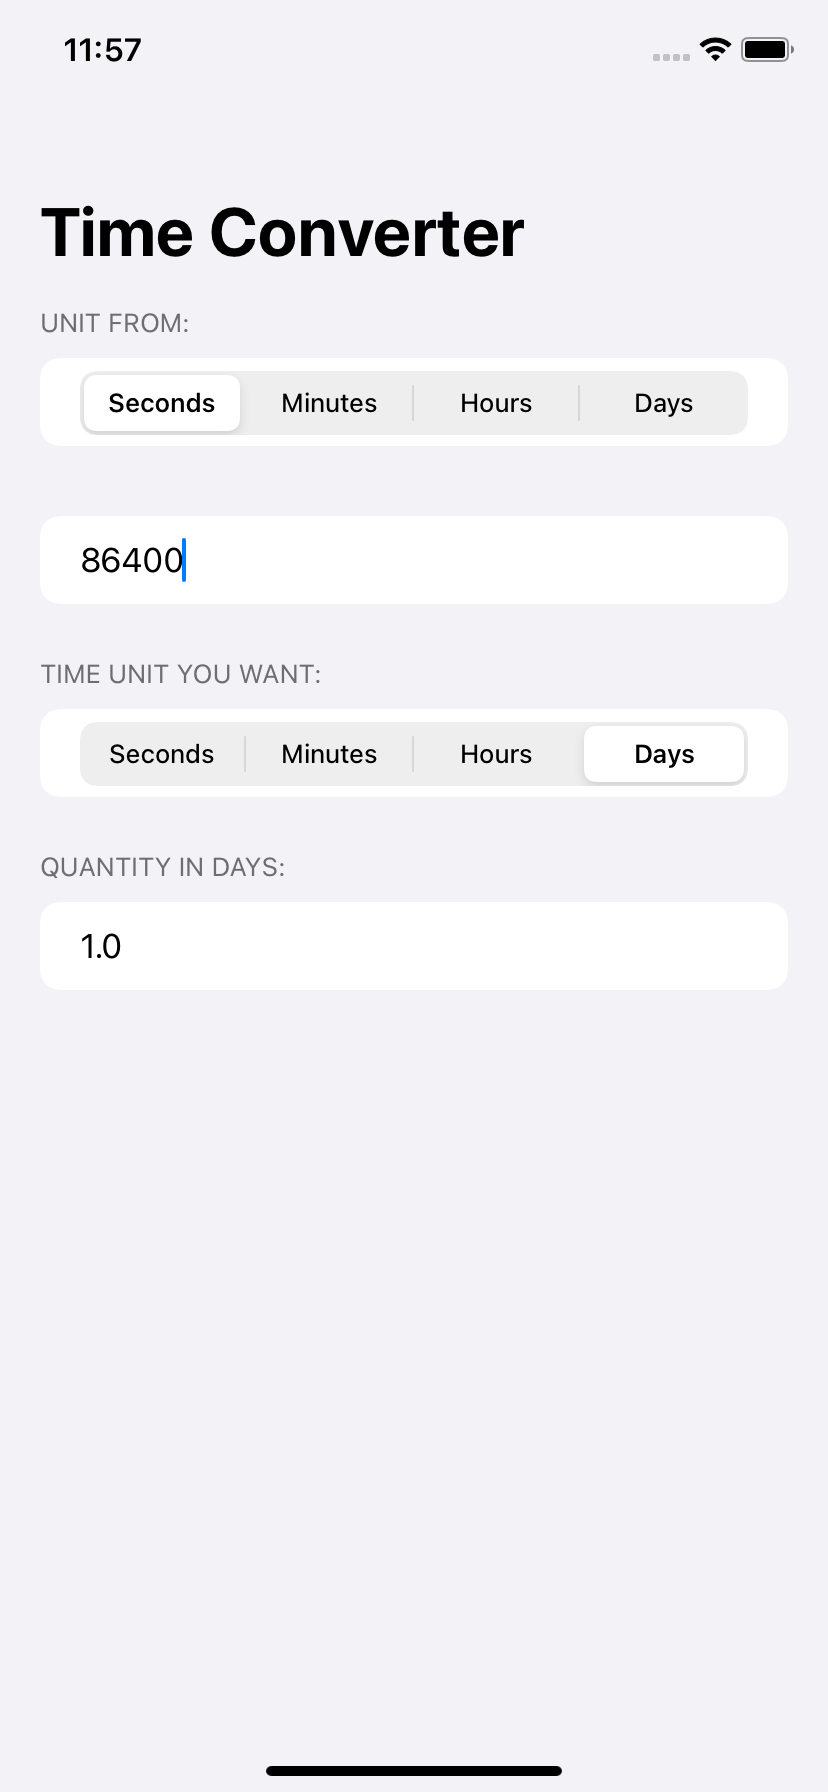 11:57
Time Converter
UNIT FROM:
Seconds Minutes Hours Days
86400
TIME UNIT YOU WANT:
Seconds Minutes Hours Days
QUANTITY IN DAYS:
1.0